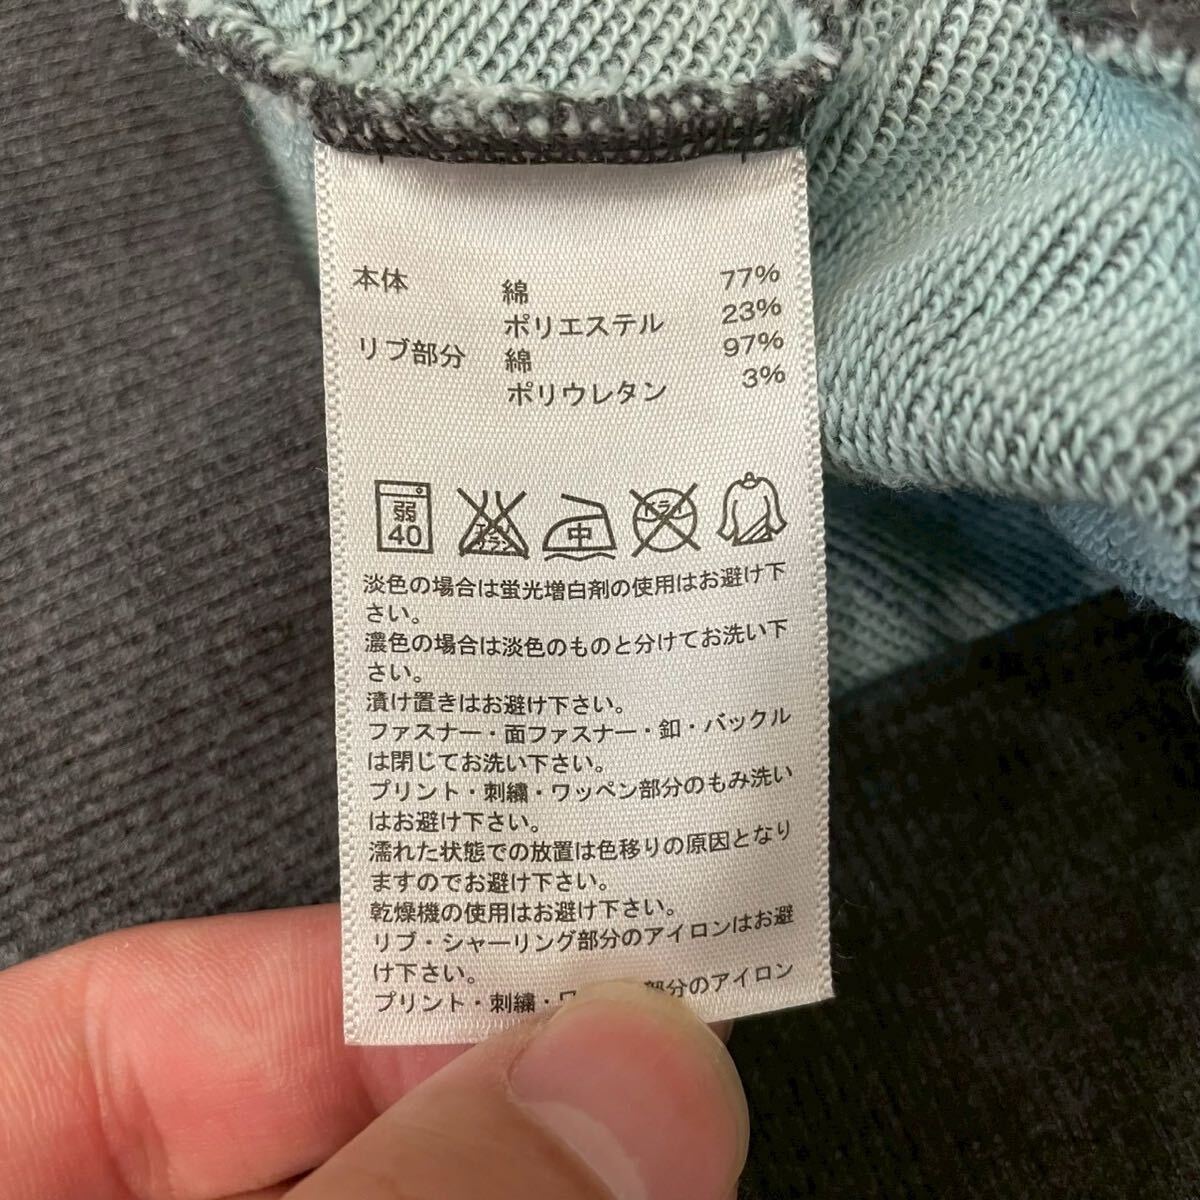 本体 綿 77%
ポリエステル 23%
リブ部分 綿 97%
ポリウレタン 3%
弱
40
エンソ
サラシ
中
ドライ
淡色の場合は蛍光増白剤の使用はお避け下
さい。
濃色の場合は淡色のものと分けてお洗い下
さい。
漬け置きはお避け下さい。
ファスナー・面ファスナー・釦・バックル
は閉じてお洗い下さい。
プリント・刺繍・ワッペン部分のもみ洗い
はお避け下さい。
濡れた状態での放置は色移りの原因となり
ますのでお避け下さい。
乾燥機の使用はお避け下さい。
リブ・シャーリング部分のアイロンはお避
け下さい。
プリント・刺繍・ワ 部分のアイロン